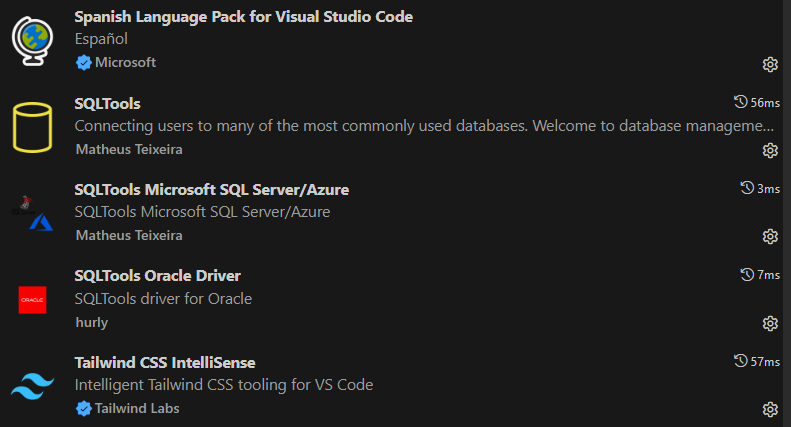 Spanish Language Pack for Visual Studio Code
Español
Microsoft
SQLTools
56ms
Connecting users to many of the most commonly used databases. Welcome to database manageme...
Matheus Teixeira
SQLTools Microsoft SQL Server/Azure
3ms
SQLTools Microsoft SQL Server/Azure
Matheus Teixeira
SQLTools Oracle Driver
7ms
ORACLE
SQLTools driver for Oracle
hurly
Tailwind CSS IntelliSense
57ms
Intelligent Tailwind CSS tooling for VS Code
Tailwind Labs